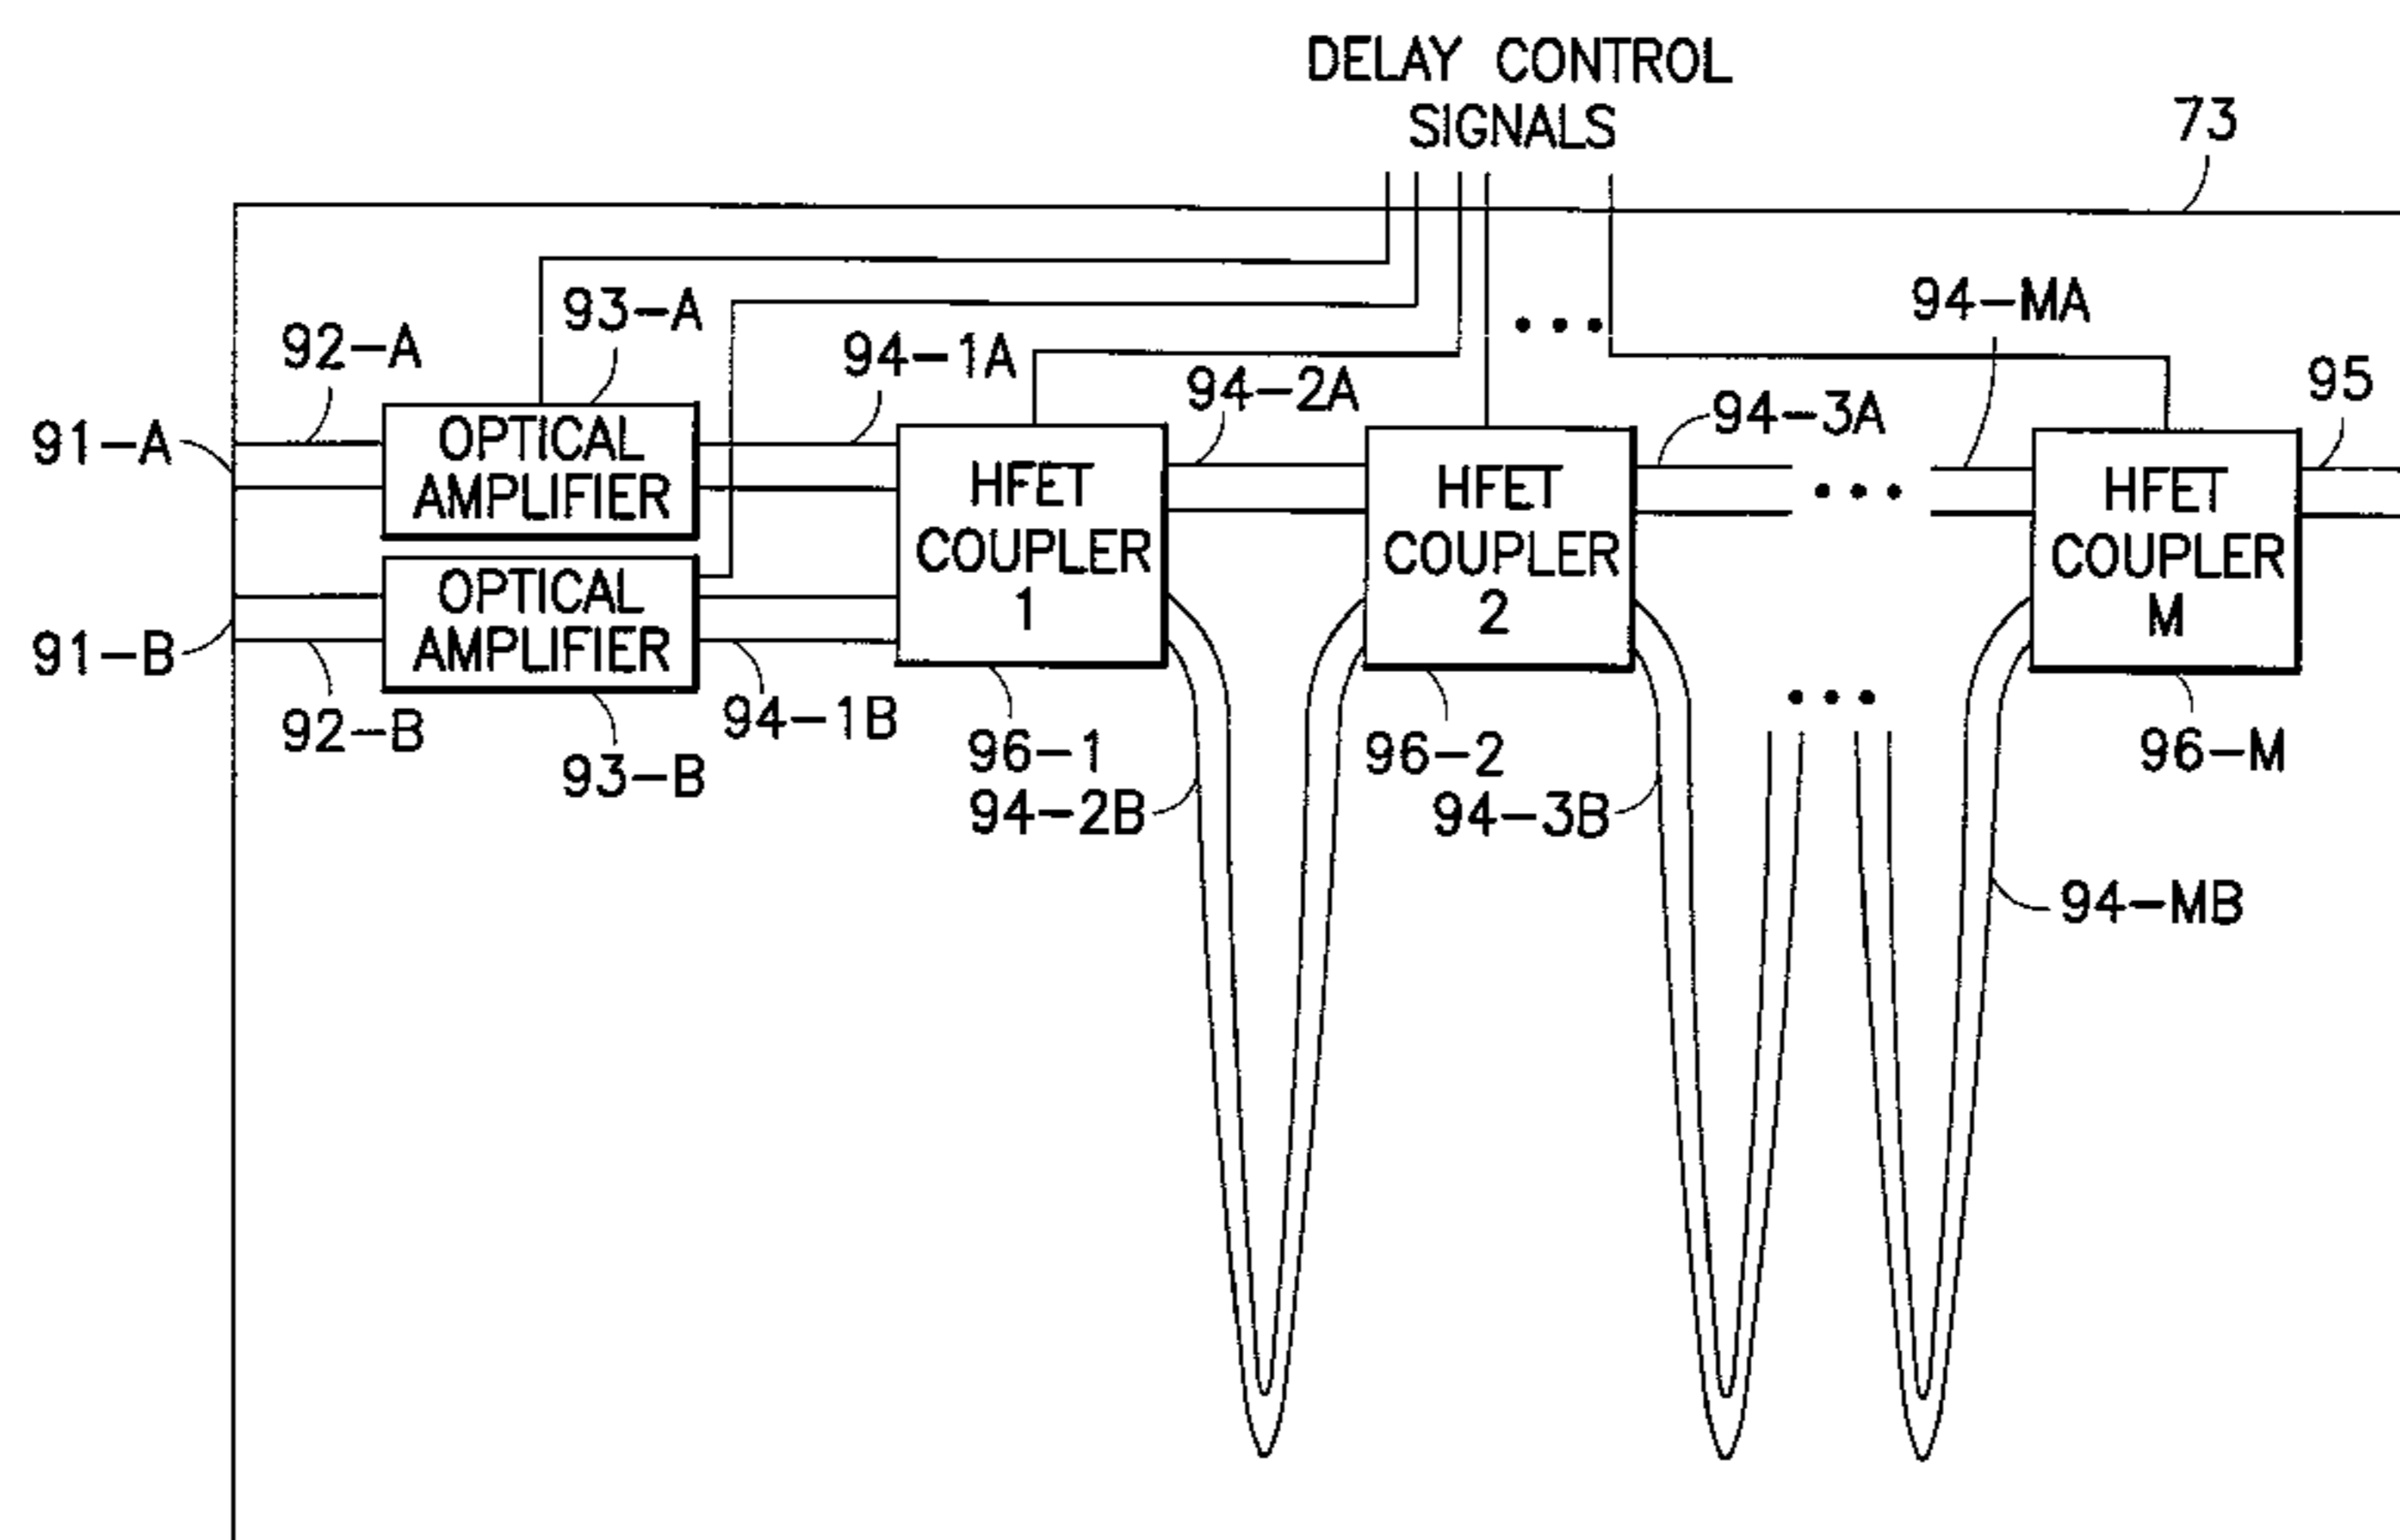 DELAY CONTROL
SIGNALS
73
93-A
92-A
94-1A
94-2A
94-MA
94-3A
95
91-A
OPTICAL
AMPLIFIER
HFET
COUPLER
1
HFET
COUPLER
2
HFET
COUPLER
M
91-B
OPTICAL
AMPLIFIER
92-B
93-B
94-1B
96-1
94-2B
96-2
94-3B
96-M
94-MB